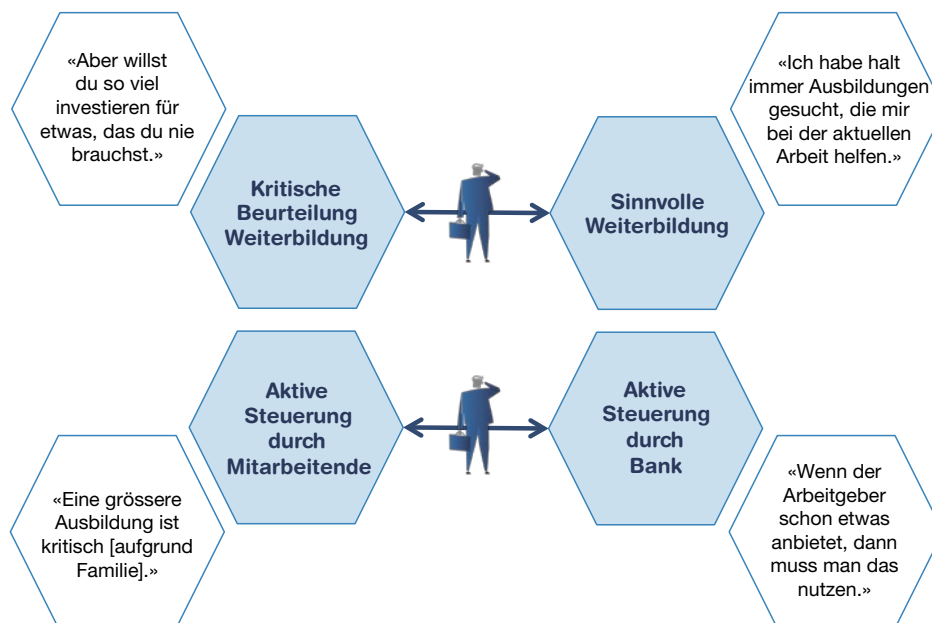 «Aber willst
du so viel
investieren für
etwas, das du nie
brauchst.»
«Ich habe halt
immer Ausbildungen
gesucht, die mir
bei der aktuellen
Arbeit helfen.»
Kritische
Beurteilung
Weiterbildung
Sinnvolle
Weiterbildung
Aktive
Steuerung
durch
Mitarbeitende
Aktive
Steuerung
durch
Bank
«Eine grössere
Ausbildung ist
kritisch [aufgrund
Familie].»
«Wenn der
Arbeitgeber
schon etwas
anbietet, dann
muss man das
nutzen.»